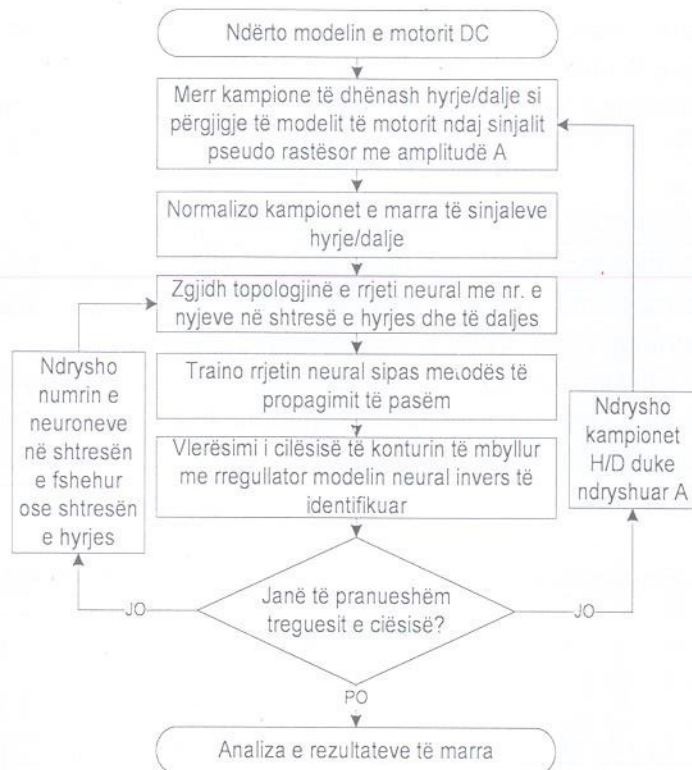 Ndërto modelin e motorit DC
Merr kampione të dhënash hyrje/dalje si
përgjigje të modelit të motorit ndaj sinjalit
pseudo rastësor me amplitudë A
Normalizo kampionet e marra të sinjaleve
hyrje/dalje
Zgjidh topologjinë e rrjeti neural me nr. e
nyjeve në shtresë e hyrjes dhe të daljes
Traino rrjetin neural sipas metodës të
propagimit të pasëm
Vlerësimi i cilësisë të konturin të mbyllur
me rregullator modelin neural invers të
identifikuar
Ndrysho
numrin e
neuroneve
në shtresën
e fshehur
ose shtresën
e hyrjes
Ndrysho
kampionet
H/D duke
ndryshuar A
Janë të pranueshëm
treguesit e ciësisë?
JO
JO
PO
Analiza e rezultateve të marra